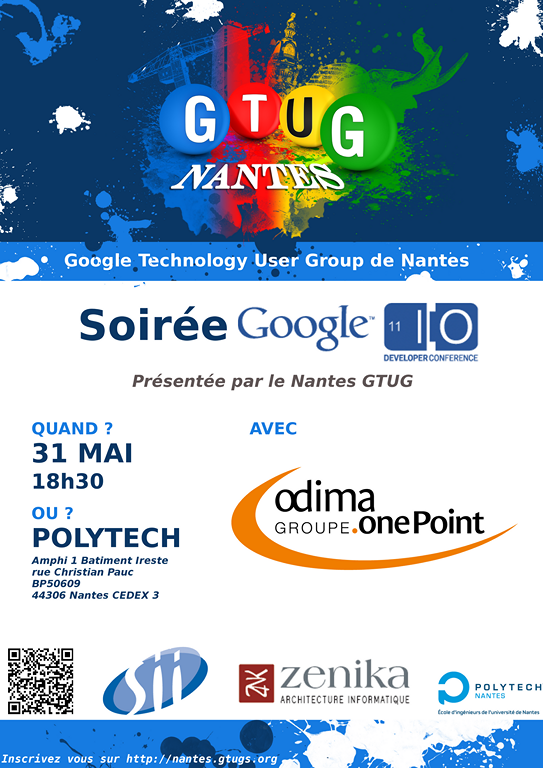 GTUG
NANTES
Google Technology User Group de Nantes
Soirée Google™ 11 IO
DEVELOPER CONFERENCE
Présentée par le Nantes GTUG
QUAND ?
31 MAI
18h30
OU ?
POLYTECH
Amphi 1 Batiment Ireste
rue Christian Pauc
BP50609
44306 Nantes CEDEX 3
AVEC
odima
GROUPE.onePoint
sii
zenika
ARCHITECTURE INFORMATIQUE
POLYTECH
NANTES
École d'ingénieurs de l'université de Nantes
Inscrivez vous sur http://nantes.gtugs.org